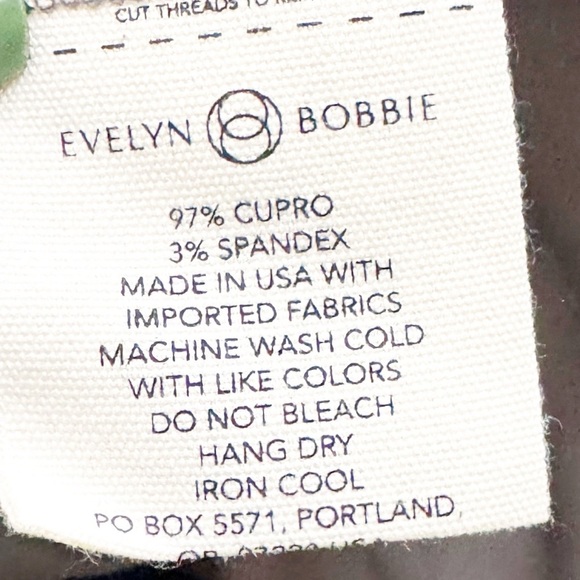 CUT THREADS TO
EVELYN BOBBIE
97% CUPRO
3% SPANDEX
MADE IN USA WITH
IMPORTED FABRICS
MACHINE WASH COLD
WITH LIKE COLORS
DO NOT BLEACH
HANG DRY
IRON COOL
PO BOX 5571, PORTLAND,